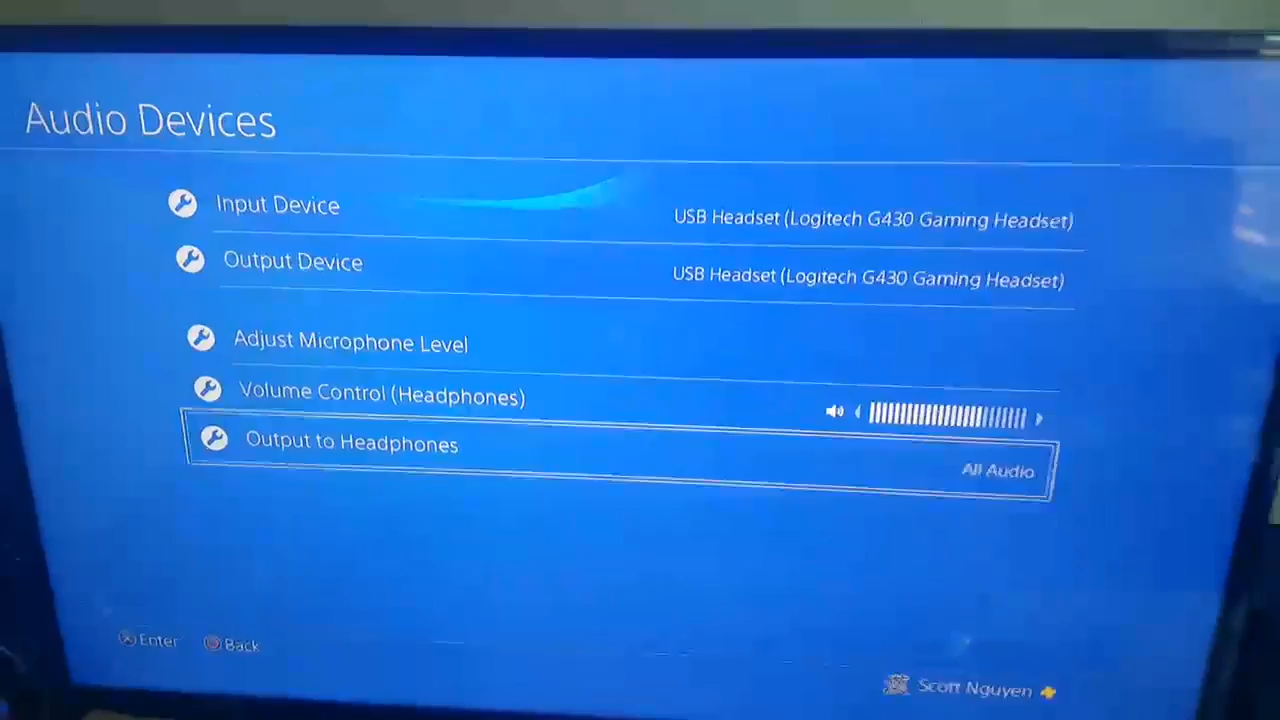 Audio Devices
Input Device
USB Headset (Logitech G430 Gaming Headset)
Output Device
USB Headset (Logitech G430 Gaming Headset)
Adjust Microphone Level
Volume Control (Headphones)
Output to Headphones
All Audio
Enter
Back
Scott Nguyen